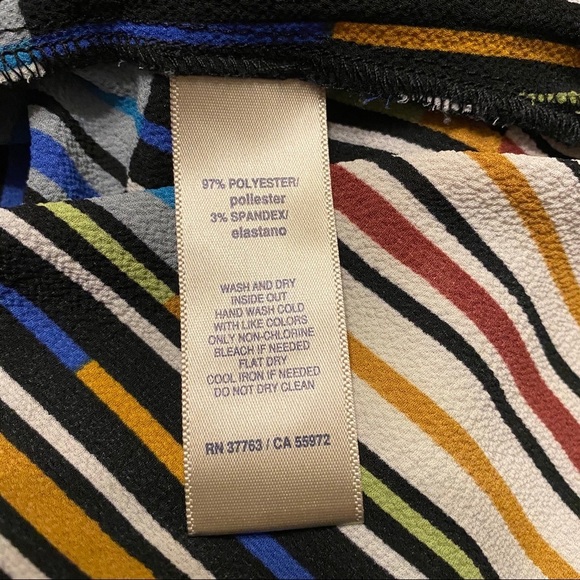 97% POLYESTER/
poliester
3% SPANDEX/
elastano
WASH AND DRY
INSIDE OUT
HAND WASH COLD
WITH LIKE COLORS
ONLY NON-CHLORINE
BLEACH IF NEEDED
FLAT DRY
COOL IRON IF NEEDED
DO NOT DRY CLEAN
RN 37763 / CA 55972